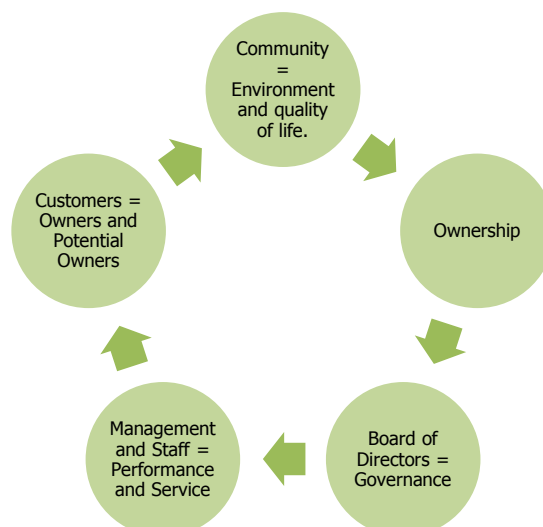 Community
=
Environment
and quality
of life.
Ownership
Board of
Directors =
Governance
Management
and Staff =
Performance
and Service
Customers =
Owners and
Potential
Owners